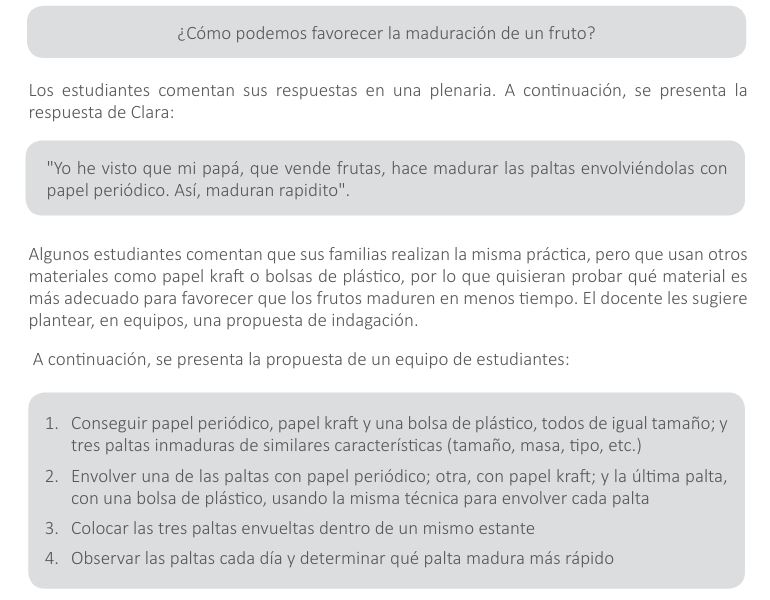 ¿Cómo podemos favorecer la maduración de un fruto?
Los estudiantes comentan sus respuestas en una plenaria. A continuación, se presenta la
respuesta de Clara:
"Yo he visto que mi papá, que vende frutas, hace madurar las paltas envolviéndolas con
papel periódico. Así, maduran rapidito".
Algunos estudiantes comentan que sus familias realizan la misma práctica, pero que usan otros
materiales como papel kraft o bolsas de plástico, por lo que quisieran probar qué material es
más adecuado para favorecer que los frutos maduren en menos tiempo. El docente les sugiere
plantear, en equipos, una propuesta de indagación.
A continuación, se presenta la propuesta de un equipo de estudiantes:
1. Conseguir papel periódico, papel kraft y una bolsa de plástico, todos de igual tamaño; y
tres paltas inmaduras de similares características (tamaño, masa, tipo, etc.)
2. Envolver una de las paltas con papel periódico; otra, con papel kraft; y la última palta,
con una bolsa de plástico, usando la misma técnica para envolver cada palta
3. Colocar las tres paltas envueltas dentro de un mismo estante
4. Observar las paltas cada día y determinar qué palta madura más rápido